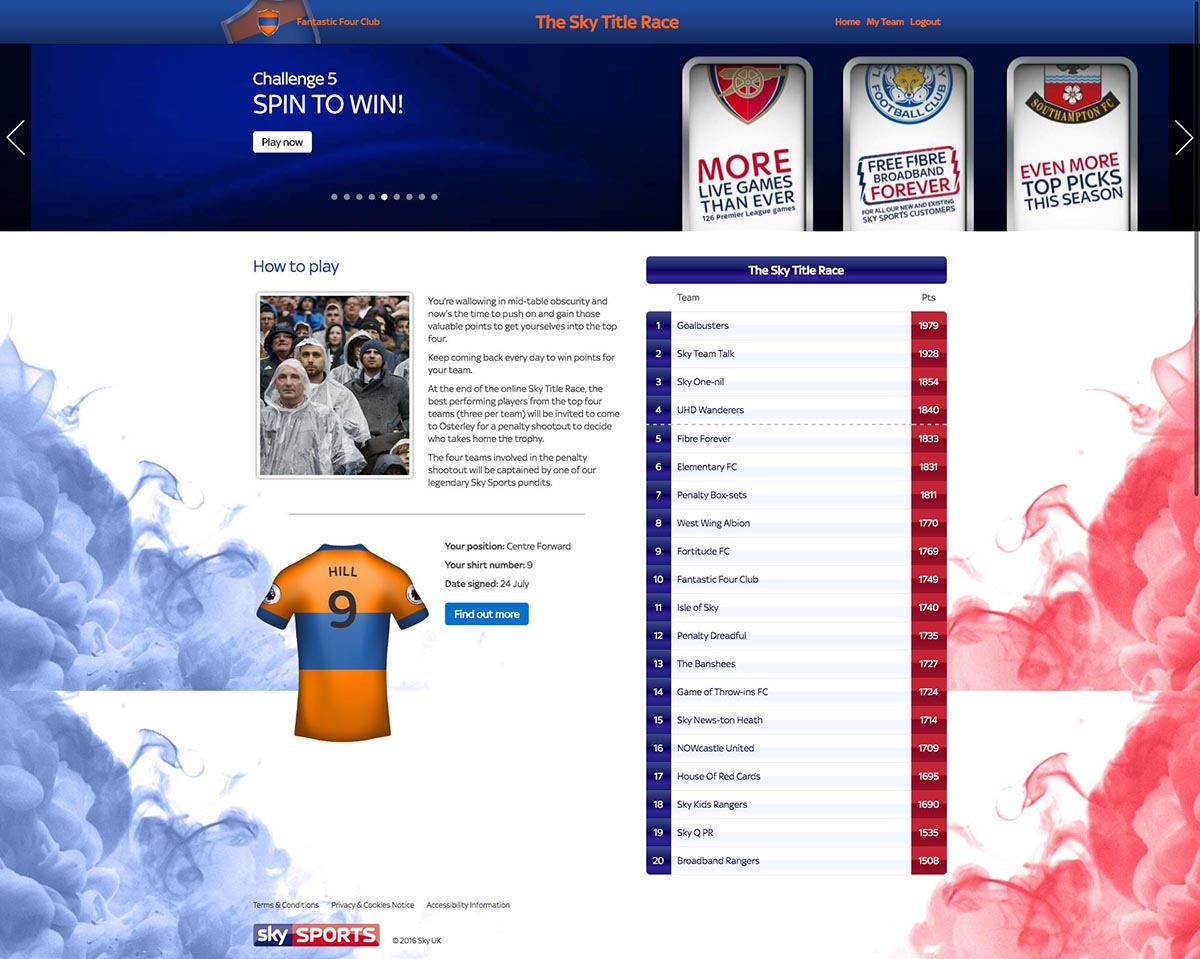 Fantastic Four Club
The Sky Title Race
Home My Team Logout
Challenge 5
SPIN TO WIN!
Play now
MORE
LIVE GAMES
THAN EVER
126 Premier League games
LEICESTER CITY
FOOTBALL CLUB
FREE FIBRE
BROADBAND
FOREVER
FOR ALL OUR NEW AND EXISTING
SKY SPORTS CUSTOMERS
SOUTHAMPTON FC
EVEN MORE
TOP PICKS
THIS SEASON
How to play
You're wallowing in mid-table obscurity and
now's the time to push on and gain those
valuable points to get yourselves into the top
four.
Keep coming back every day to win points for
your team.
At the end of the online Sky Title Race, the
best performing players from the top four
teams (three per team) will be invited to come
to Osterley for a penalty shootout to decide
who takes home the trophy.
The four teams involved in the penalty
shootout will be captained by one of our
legendary Sky Sports pundits.
HILL
9
Your position: Centre Forward
Your shirt number: 9
Date signed: 24 July
Find out more
The Sky Title Race
Team Pts
1 Goalbusters 1979
2 Sky Team Talk 1928
3 Sky One-nil 1854
4 UHD Wanderers 1840
5 Fibre Forever 1833
6 Elementary FC 1831
7 Penalty Box-sets 1811
8 West Wing Albion 1770
9 Fortitude FC 1769
10 Fantastic Four Club 1749
11 Isle of Sky 1740
12 Penalty Dreadful 1735
13 The Banshees 1727
14 Game of Throw-ins FC 1724
15 Sky News-ton Heath 1714
16 NOWcastle United 1709
17 House Of Red Cards 1695
18 Sky Kids Rangers 1690
19 Sky Q PR 1535
20 Broadband Rangers 1508
Terms & Conditions Privacy & Cookies Notice Accessibility Information
sky SPORTS © 2016 Sky UK